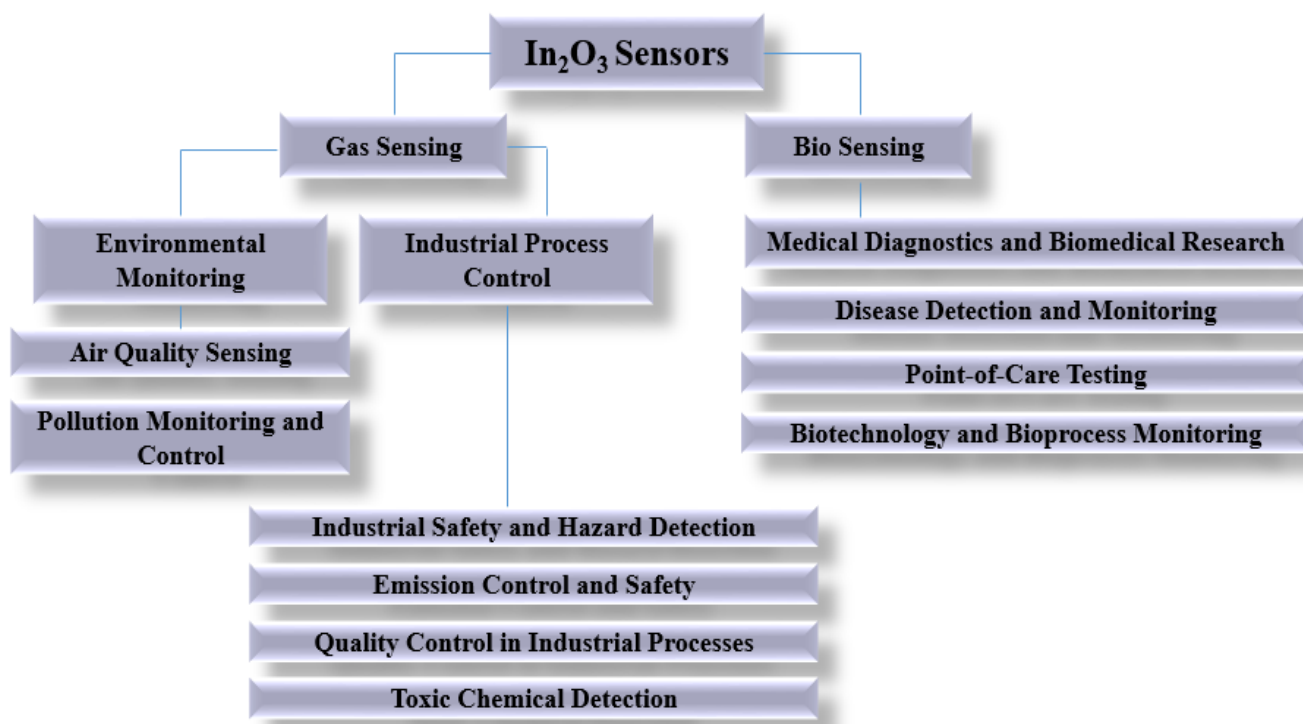 In₂O₃ Sensors
Gas Sensing
Bio Sensing
Environmental
Monitoring
Industrial Process
Control
Medical Diagnostics and Biomedical Research
Disease Detection and Monitoring
Point-of-Care Testing
Biotechnology and Bioprocess Monitoring
Air Quality Sensing
Pollution Monitoring and
Control
Industrial Safety and Hazard Detection
Emission Control and Safety
Quality Control in Industrial Processes
Toxic Chemical Detection